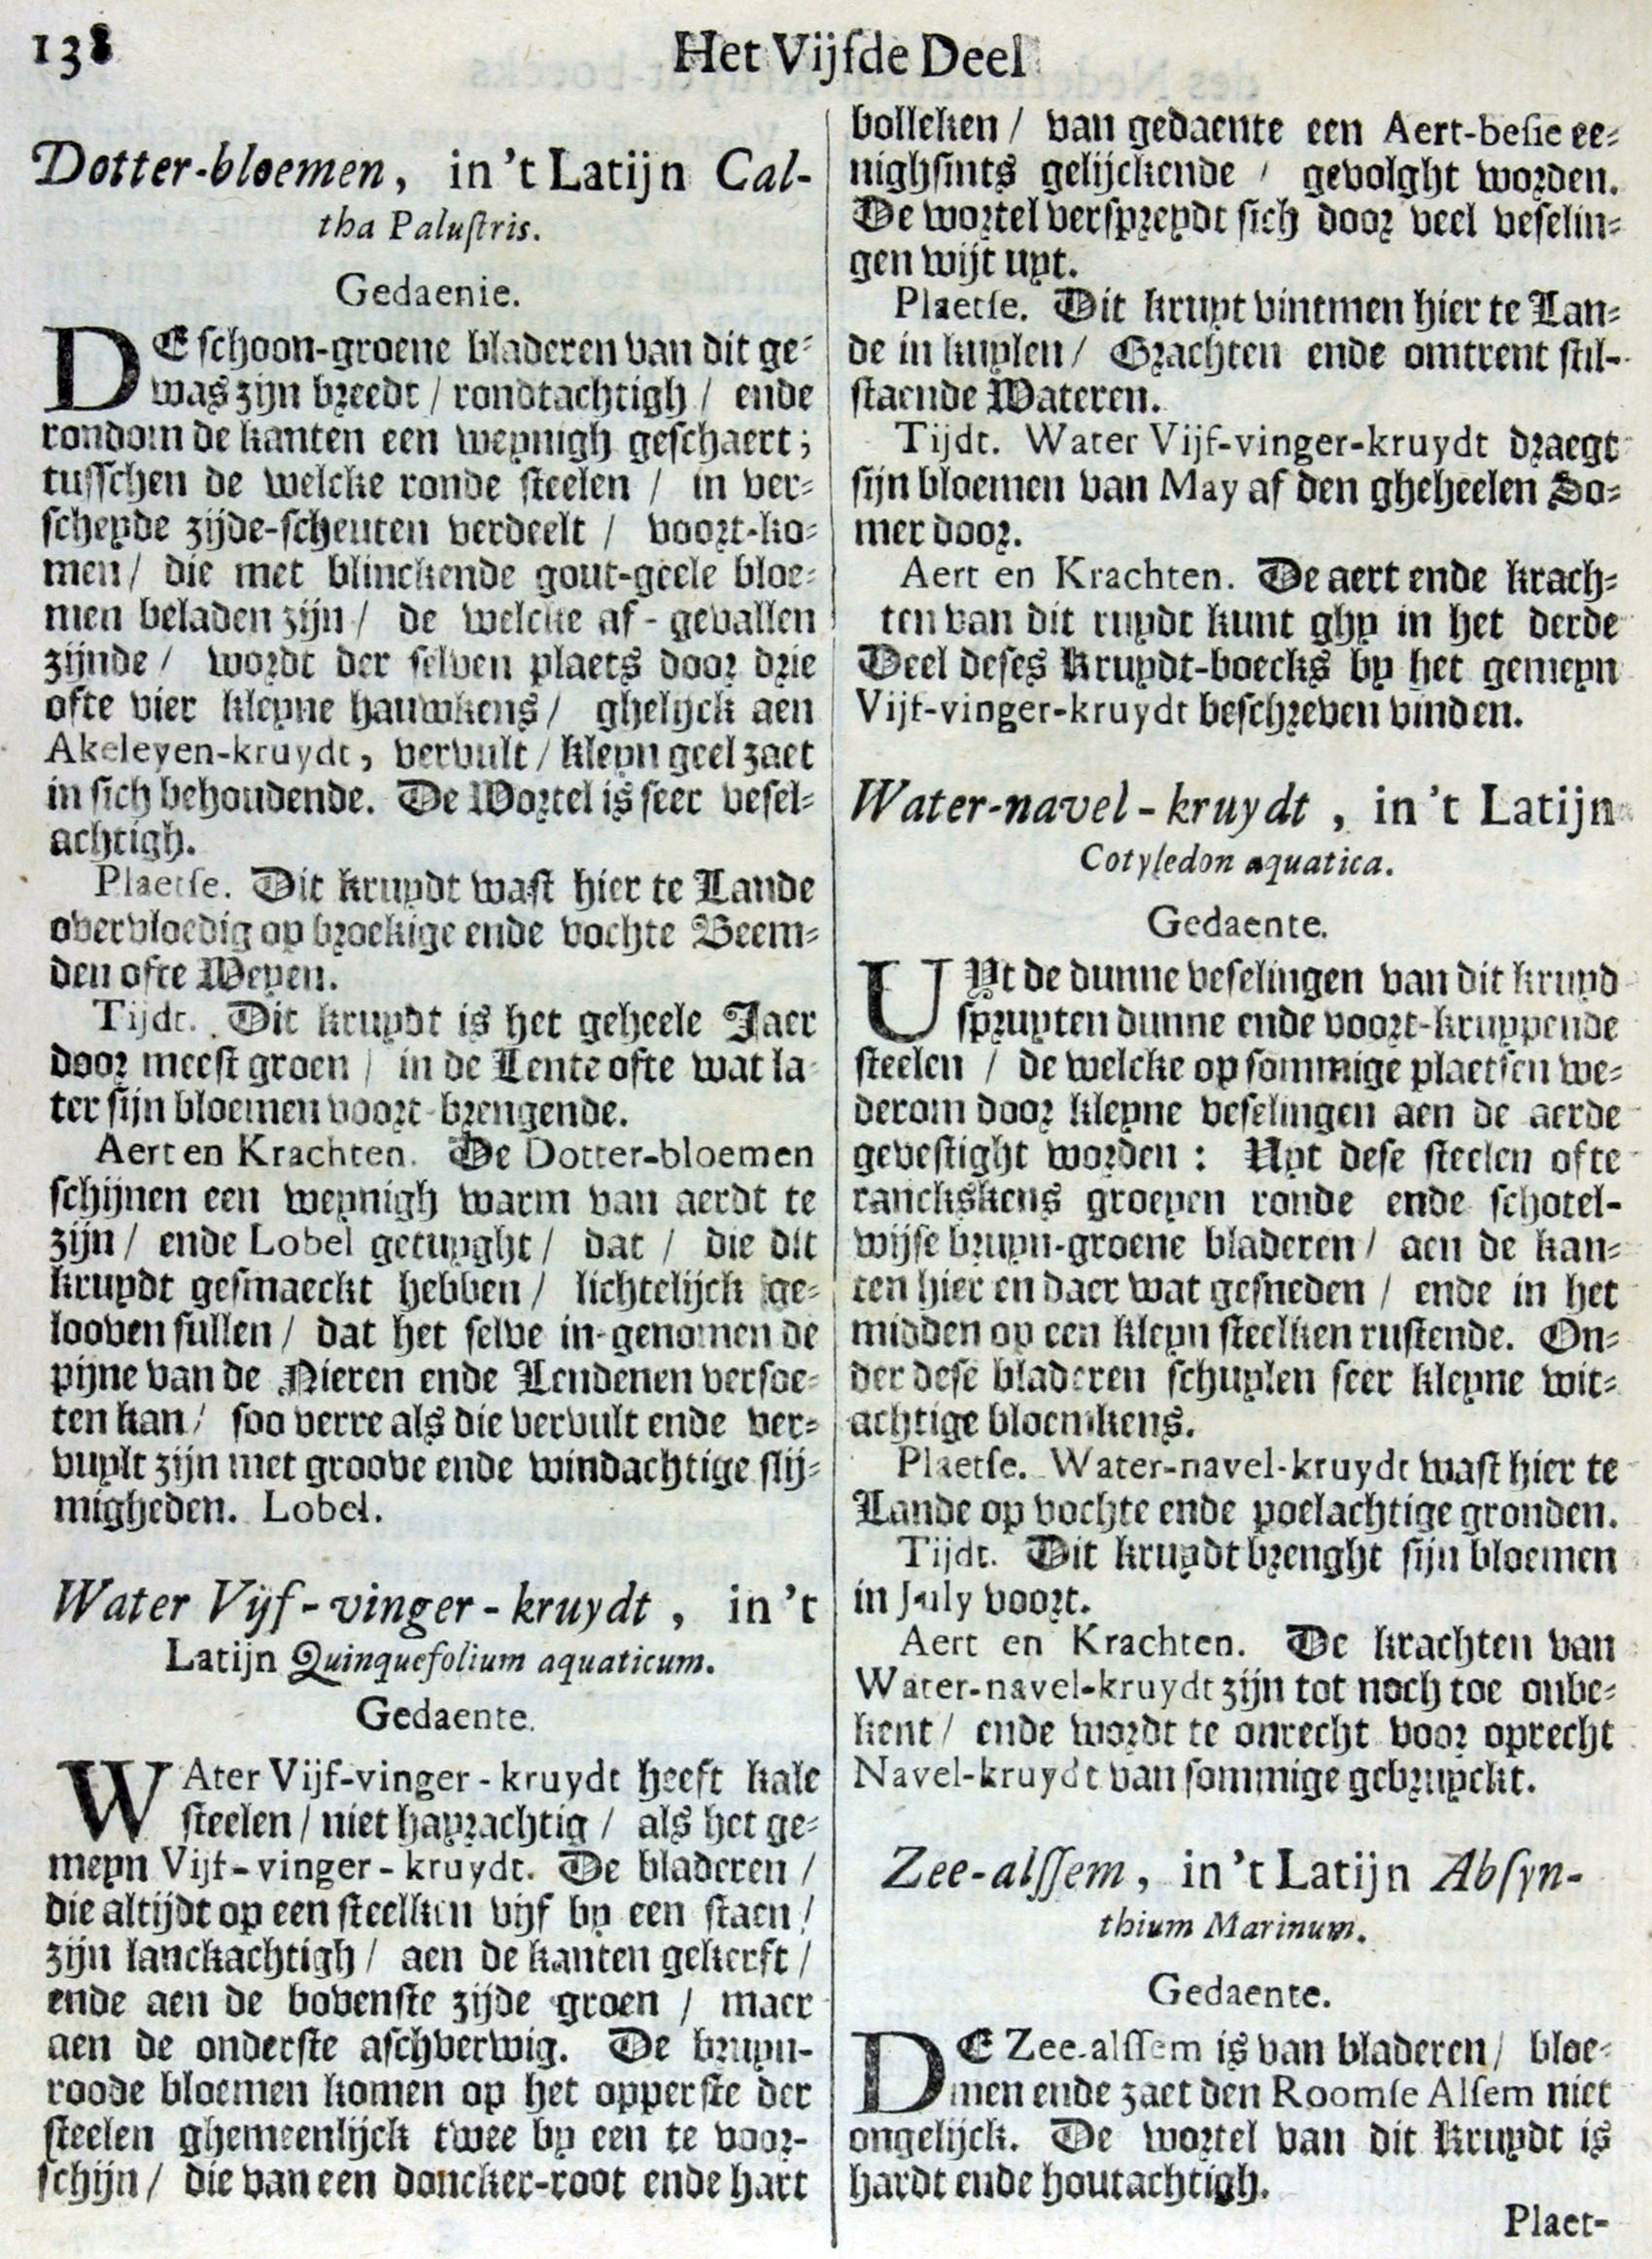 138
Het Vijfde Deel
Dotter-bloemen, in 't Latijn Cal-
tha Palustris.
Gedaenie.
DE schoon-groene bladeren van dit ge-
was zijn breedt / rondtachtigh / ende
rondom de kanten een weynigh geschaert;
tusschen de welcke ronde steelen / in ver-
scheyde zijde-scheuten verdeelt / voort-ko-
men / die met blinckende gout-geele bloe-
men beladen zijn / de welcke af-gevallen
zijnde / wordt der selven plaets door drie
ofte vier kleyne hauwkens / ghelyck aen
Akeleyen-kruydt, vervult / kleyn geel zaet
in sich behoudende. De Wortel is seer vesel-
achtigh.
Plaetse. Dit kruydt wast hier te Lande
overvloedig op broekige ende vochte Beem-
den ofte Weyen.
Tijdt. Dit kruydt is het geheele Jaer
door meest groen / in de Lente ofte wat la-
ter sijn bloemen voort-brengende.
Aert en Krachten. De Dotter-bloemen
schijnen een weynigh warm van aerdt te
zijn / ende Lobel getuyght / dat / die dit
kruydt gesmaeckt hebben / lichtelijck ge-
looven sullen / dat het selve in-genomen de
pijne van de Nieren ende Lendenen versoe-
ten kan / soo verre als die vervult ende ver-
vuylt zijn met groove ende windachtige slij-
migheden. Lobel.
Water Vijf-vinger-kruydt, in 't
Latijn Quinquefolium aquaticum.
Gedaente.
WAter Vijf-vinger-kruydt heeft kale
steelen / niet hayrachtig / als het ge-
meyn Vijf-vinger-kruydt. De bladeren /
die altijdt op een steelken vijf by een staen /
zijn lanckachtigh / aen de kanten gekerft /
ende aen de bovenste zijde groen / maer
aen de onderste aschverwig. De bruyn-
roode bloemen komen op het opperste der
steelen ghemeenlijck twee by een te voor-
schijn / die van een doncker-root ende hart
bolleken / van gedaente een Aert-besie ee-
nighsints gelijckende / gevolght worden.
De wortel verspreydt sich door veel veselin-
gen wijt uyt.
Plaetse. Dit kruyt vintmen hier te Lan-
de in kuylen / Grachten ende omtrent stil-
staende Wateren.
Tijdt. Water Vijf-vinger-kruydt draegt
sijn bloemen van May af den gheheelen So-
mer door.
Aert en Krachten. De aert ende krach-
ten van dit ruydt kunt ghy in het derde
Deel deses Kruydt-boecks by het gemeyn
Vijt-vinger-kruydt beschreven vinden.
Water-navel-kruydt, in 't Latijn
Cotyledon aquatica.
Gedaente.
UYt de dunne veselingen van dit kruyd
spruyten dunne ende voort-kruypende
steelen / de welcke op sommige plaetsen we-
derom door kleyne veselingen aen de aerde
gevestight worden: Uyt dese steelen ofte
ranckskens groeyen ronde ende schotel-
wijse bruyn-groene bladeren / aen de kan-
ten hier en daer wat gesneden / ende in het
midden op een kleyn steelken rustende. On-
der dese bladeren schuylen seer kleyne wit-
achtige bloemkens.
Plaetse. Water-navel-kruydt wast hier te
Lande op vochte ende poelachtige gronden.
Tijdt. Dit kruydt brenght sijn bloemen
in July voort.
Aert en Krachten. De krachten van
Water-navel-kruydt zijn tot noch toe onbe-
kent / ende wordt te onrecht voor oprecht
Navel-kruydt van sommige gebruyckt.
Zee-alssem, in 't Latijn Absyn-
thium Marinum.
Gedaente.
DE Zee-alssem is van bladeren / bloe-
men ende zaet den Roomse Alsem niet
ongelijck. De wortel van dit Kruydt is
hardt ende houtachtigh.
Plaet-